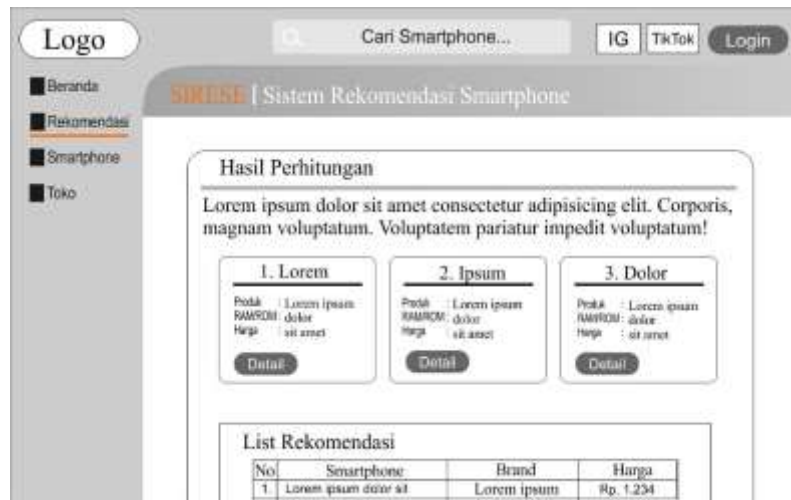 Logo
Cari Smartphone...
IG
TikTok
Login
Beranda
Rekomendasi
Smartphone
Toko
SIRESE | Sistem Rekomendasi Smartphone
Hasil Perhitungan
Lorem ipsum dolor sit amet consectetur adipisicing elit. Corporis,
magnam voluptatum. Voluptatem pariatur impedit voluptatum!
1. Lorem
Produk : Lorem ipsum
RAM/ROM : dolor
Harga : sit amet
Detail
2. Ipsum
Produk : Lorem ipsum
RAM/ROM : dolor
Harga : sit amet
Detail
3. Dolor
Produk : Lorem ipsum
RAM/ROM : dolor
Harga : sit amet
Detail
List Rekomendasi
No Smartphone Brand Harga
1. Lorem ipsum dolor sit Lorem ipsum Rp. 1.234